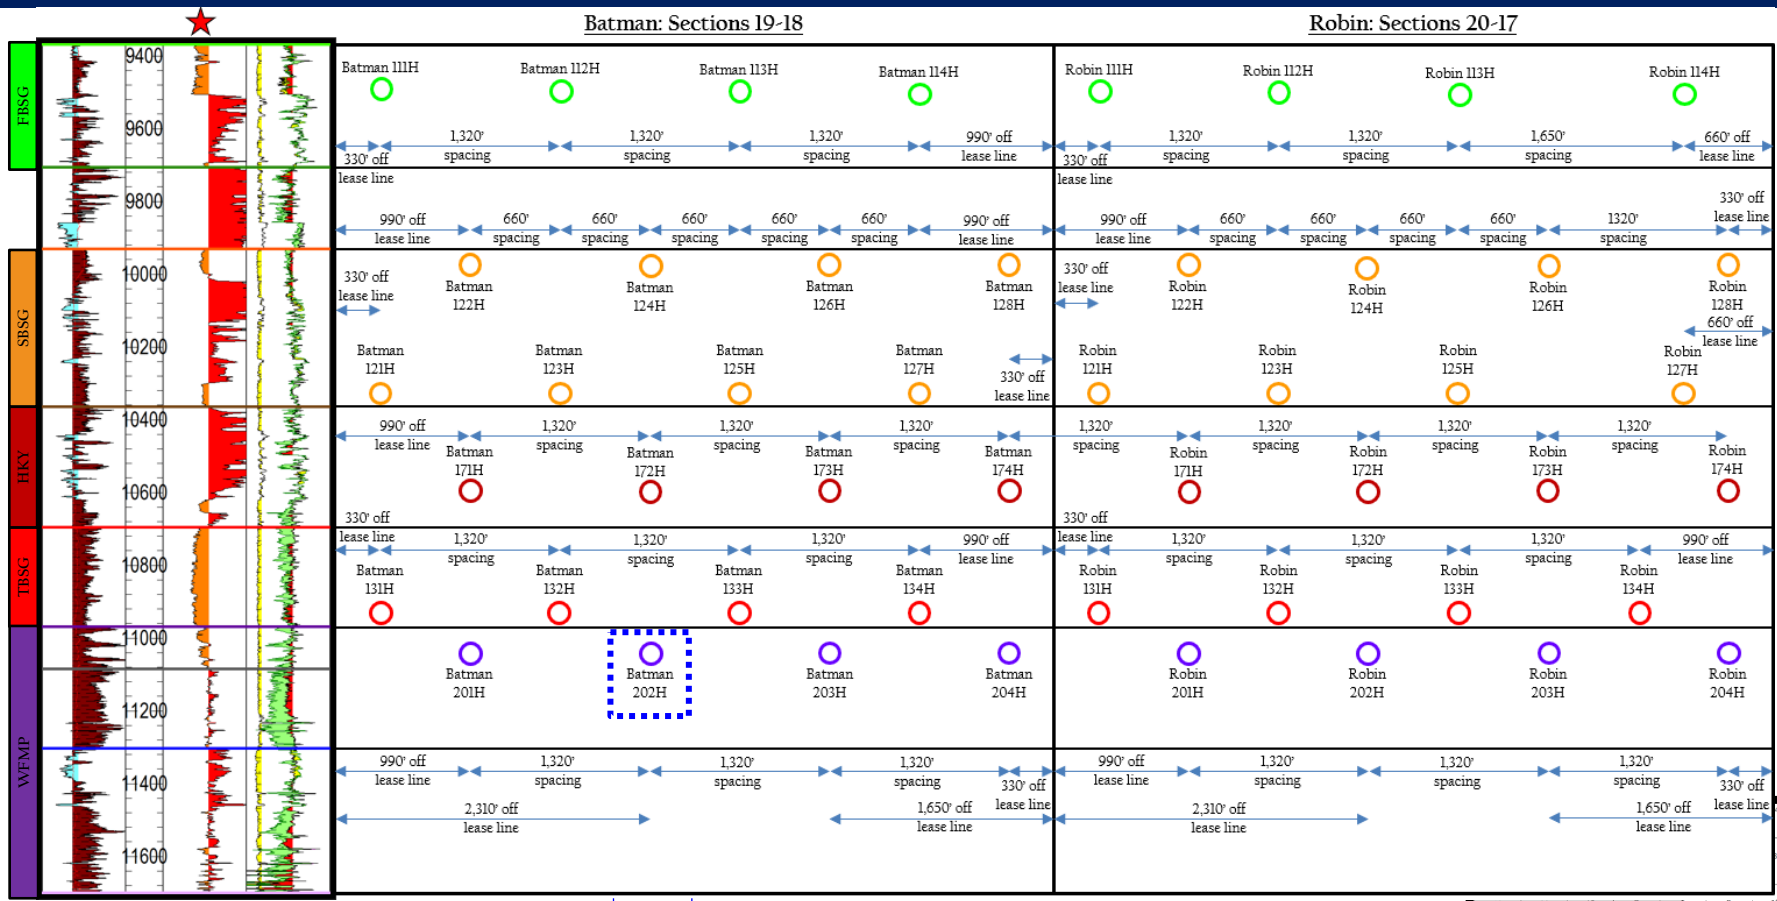 Batman: Sections 19-18
Robin: Sections 20-17
FBSG
SBSG
HKY
TBSG
WFMP
9400
9600
9800
10000
10200
10400
10600
10800
11000
11200
11400
11600
Batman 111H
Batman 112H
Batman 113H
Batman 114H
Robin 111H
Robin 112H
Robin 113H
Robin 114H
330' off
lease line
1,320'
spacing
1,320'
spacing
1,320'
spacing
990' off
lease line
330' off
lease line
1,320'
spacing
1,320'
spacing
1,650'
spacing
660' off
lease line
990' off
lease line
660'
spacing
660'
spacing
660'
spacing
660'
spacing
660'
spacing
990' off
lease line
990' off
lease line
660'
spacing
660'
spacing
660'
spacing
660'
spacing
1320'
spacing
330' off
lease line
330' off
lease line
Batman
122H
Batman
124H
Batman
126H
Batman
128H
330' off
lease line
Robin
122H
Robin
124H
Robin
126H
Robin
128H
660' off
lease line
Batman
121H
Batman
123H
Batman
125H
Batman
127H
330' off
lease line
Robin
121H
Robin
123H
Robin
125H
Robin
127H
990' off
lease line
1,320'
spacing
1,320'
spacing
1,320'
spacing
1,320'
spacing
1,320'
spacing
1,320'
spacing
1,320'
spacing
Batman
171H
Batman
172H
Batman
173H
Batman
174H
Robin
171H
Robin
172H
Robin
173H
Robin
174H
330' off
lease line
1,320'
spacing
1,320'
spacing
1,320'
spacing
990' off
lease line
330' off
lease line
1,320'
spacing
1,320'
spacing
1,320'
spacing
990' off
lease line
Batman
131H
Batman
132H
Batman
133H
Batman
134H
Robin
131H
Robin
132H
Robin
133H
Robin
134H
Batman
201H
Batman
202H
Batman
203H
Batman
204H
Robin
201H
Robin
202H
Robin
203H
Robin
204H
990' off
lease line
1,320'
spacing
1,320'
spacing
1,320'
spacing
330' off
lease line
990' off
lease line
1,320'
spacing
1,320'
spacing
1,320'
spacing
330' off
lease line
2,310' off
lease line
1,650' off
lease line
2,310' off
lease line
1,650' off
lease line